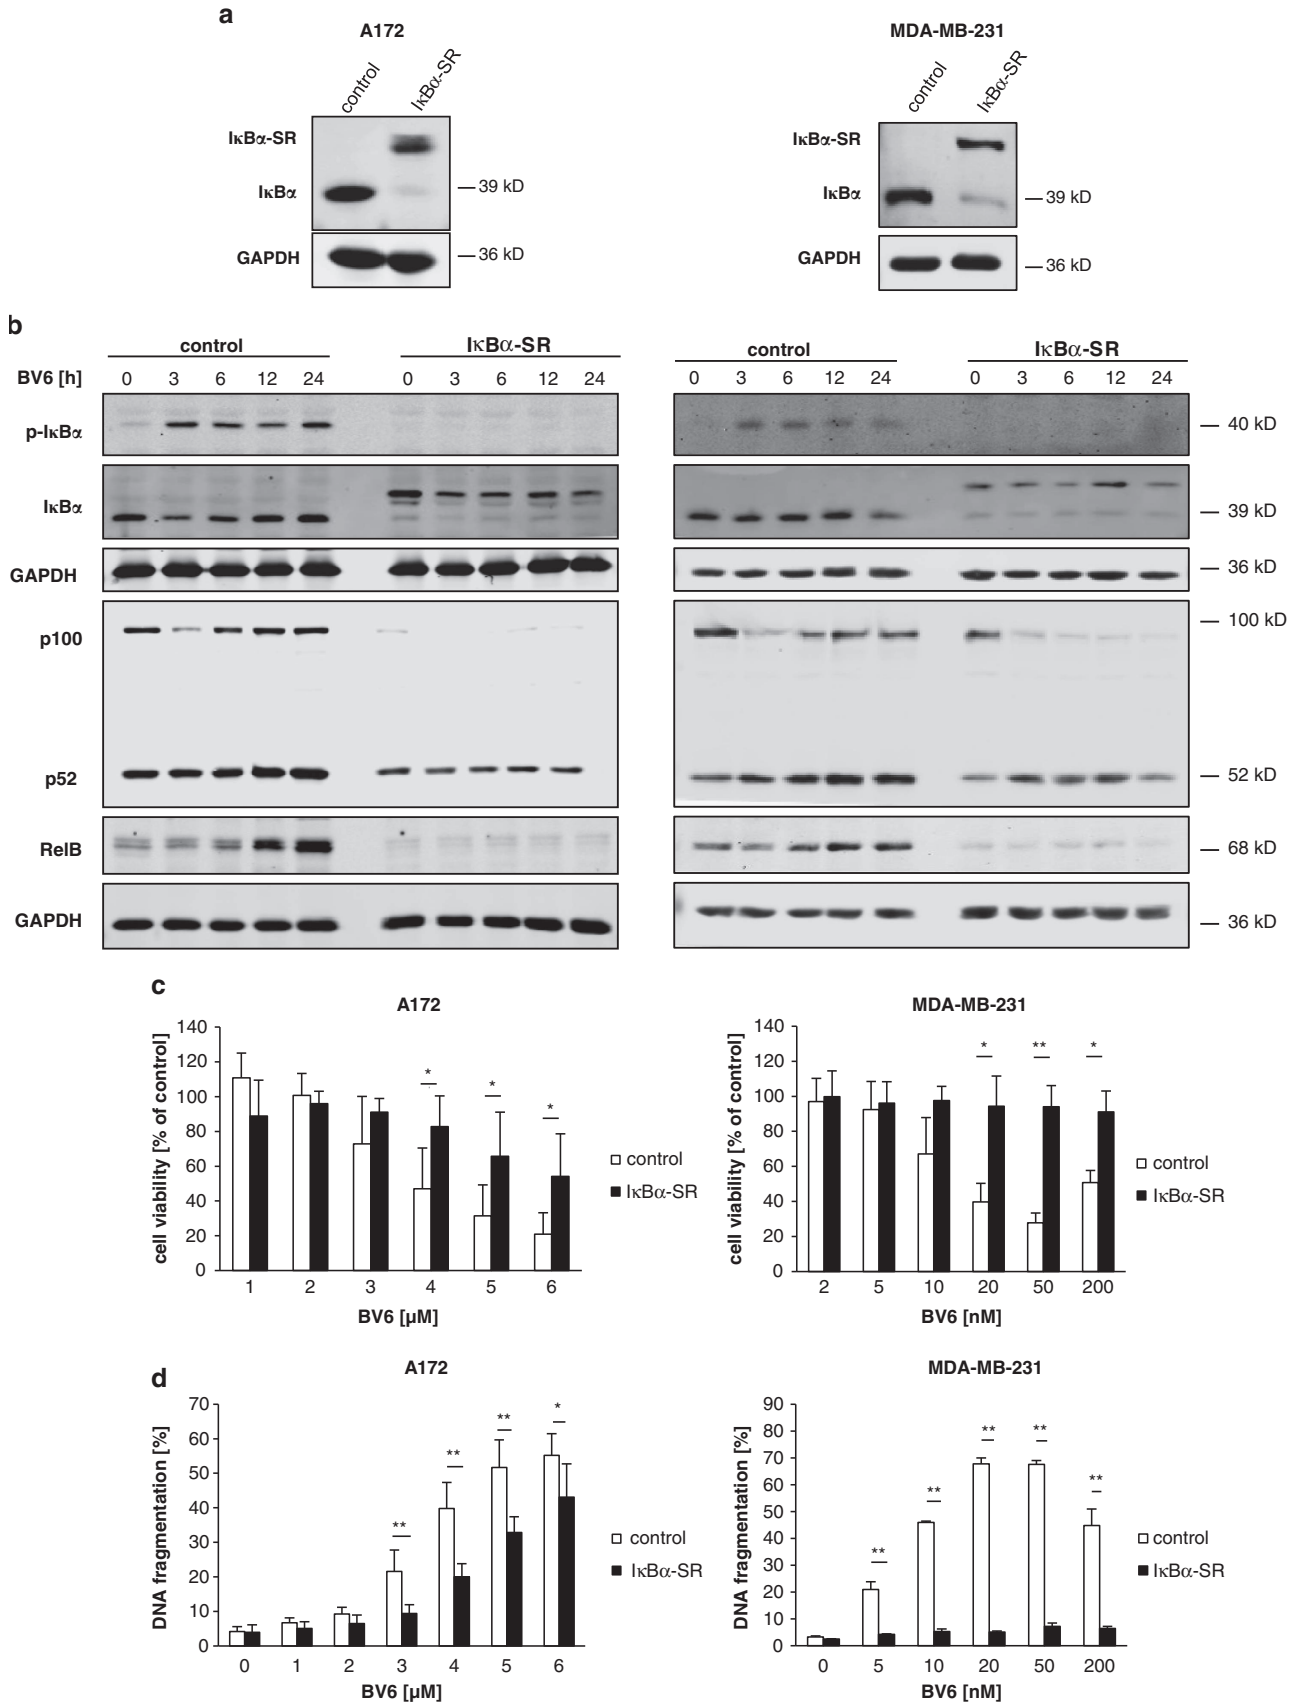 a
A172
MDA-MB-231
control
IκBα-SR
control
IκBα-SR
IκBα-SR
IκBα
39 kD
GAPDH
36 kD
IκBα-SR
IκBα
39 kD
GAPDH
36 kD
b
control
IκBα-SR
control
IκBα-SR
BV6 [h] 0 3 6 12 24 0 3 6 12 24 0 3 6 12 24 0 3 6 12 24
p-IκBα
40 kD
IκBα
39 kD
GAPDH
36 kD
p100
100 kD
p52
52 kD
RelB
68 kD
GAPDH
36 kD
c
A172
cell viability [% of control]
140
120
100
80
60
40
20
0
* * *
1 2 3 4 5 6
BV6 [µM]
control
IκBα-SR
MDA-MB-231
cell viability [% of control]
140
120
100
80
60
40
20
0
* ** *
2 5 10 20 50 200
BV6 [nM]
control
IκBα-SR
d
A172
DNA fragmentation [%]
70
60
50
40
30
20
10
0
** ** ** *
0 1 2 3 4 5 6
BV6 [µM]
control
IκBα-SR
MDA-MB-231
DNA fragmentation [%]
90
80
70
60
50
40
30
20
10
0
** ** ** ** **
0 5 10 20 50 200
BV6 [nM]
control
IκBα-SR